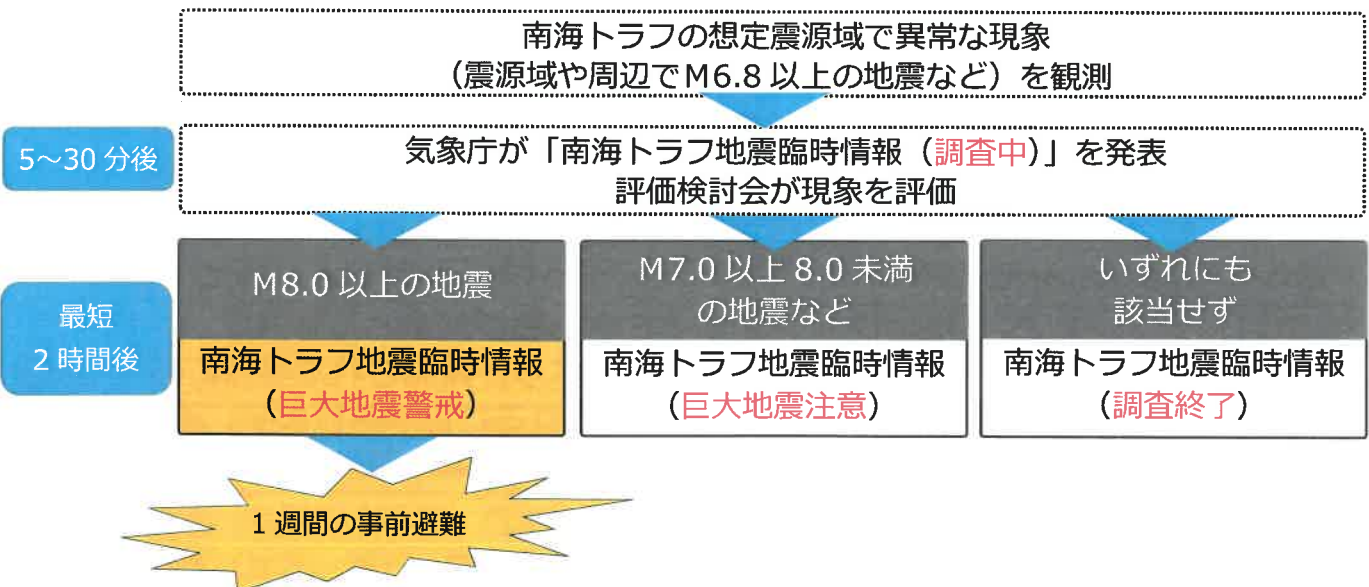 南海トラフの想定震源域で異常な現象
（震源域や周辺でM6.8以上の地震など）を観測
5～30分後
気象庁が「南海トラフ地震臨時情報（調査中）」を発表
評価検討会が現象を評価
最短
2時間後
M8.0以上の地震
南海トラフ地震臨時情報
（巨大地震警戒）
M7.0以上8.0未満
の地震など
南海トラフ地震臨時情報
（巨大地震注意）
いずれにも
該当せず
南海トラフ地震臨時情報
（調査終了）
1週間の事前避難